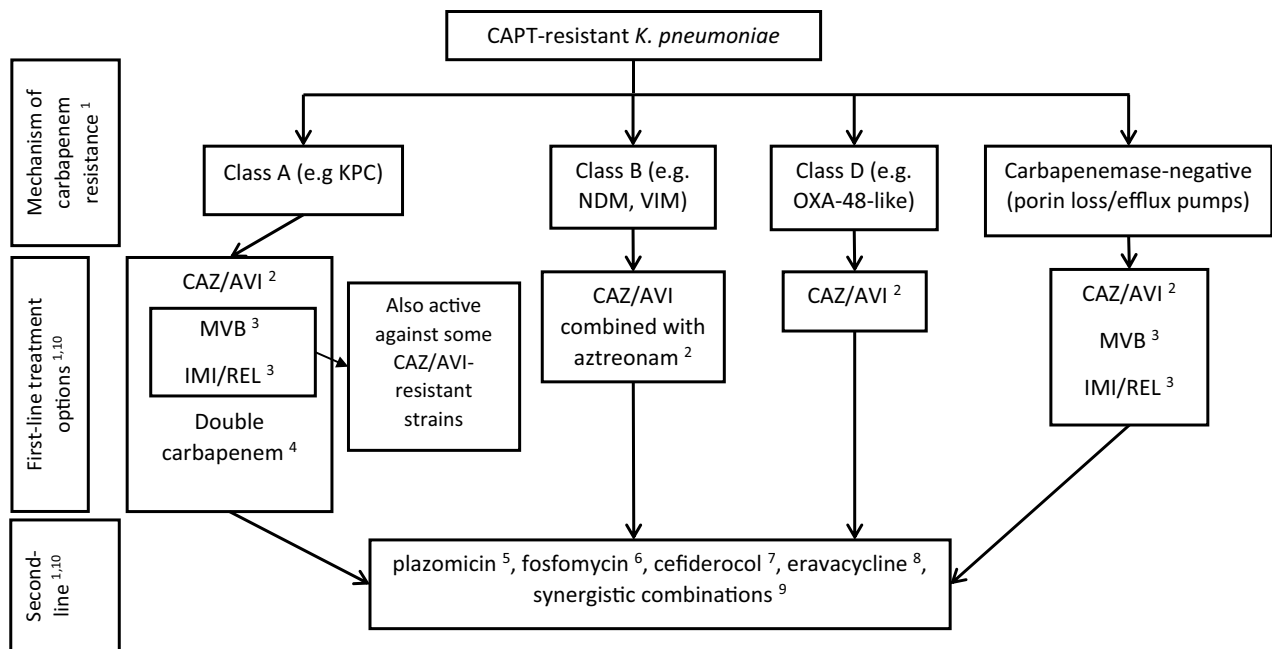 CAPT-resistant K. pneumoniae
Mechanism of
carbapenem
resistance 1
Class A (e.g KPC)
Class B (e.g.
NDM, VIM)
Class D (e.g.
OXA-48-like)
Carbapenemase-negative
(porin loss/efflux pumps)
First-line treatment
options 1,10
CAZ/AVI 2
MVB 3
IMI/REL 3
Double
carbapenem 4
Also active
against some
CAZ/AVI-
resistant
strains
CAZ/AVI
combined with
aztreonam 2
CAZ/AVI 2
CAZ/AVI 2
MVB 3
IMI/REL 3
Second-
line 1,10
plazomicin 5, fosfomycin 6, cefiderocol 7, eravacycline 8,
synergistic combinations 9